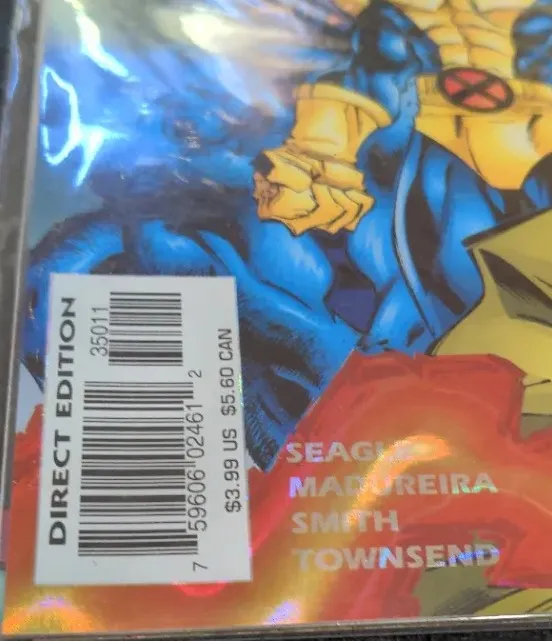 DIRECT EDITION
35011
7 59606 02461 2
$3.99 US $5.60 CAN
SEAGLE
MADUREIRA
SMITH
TOWNSEND
X